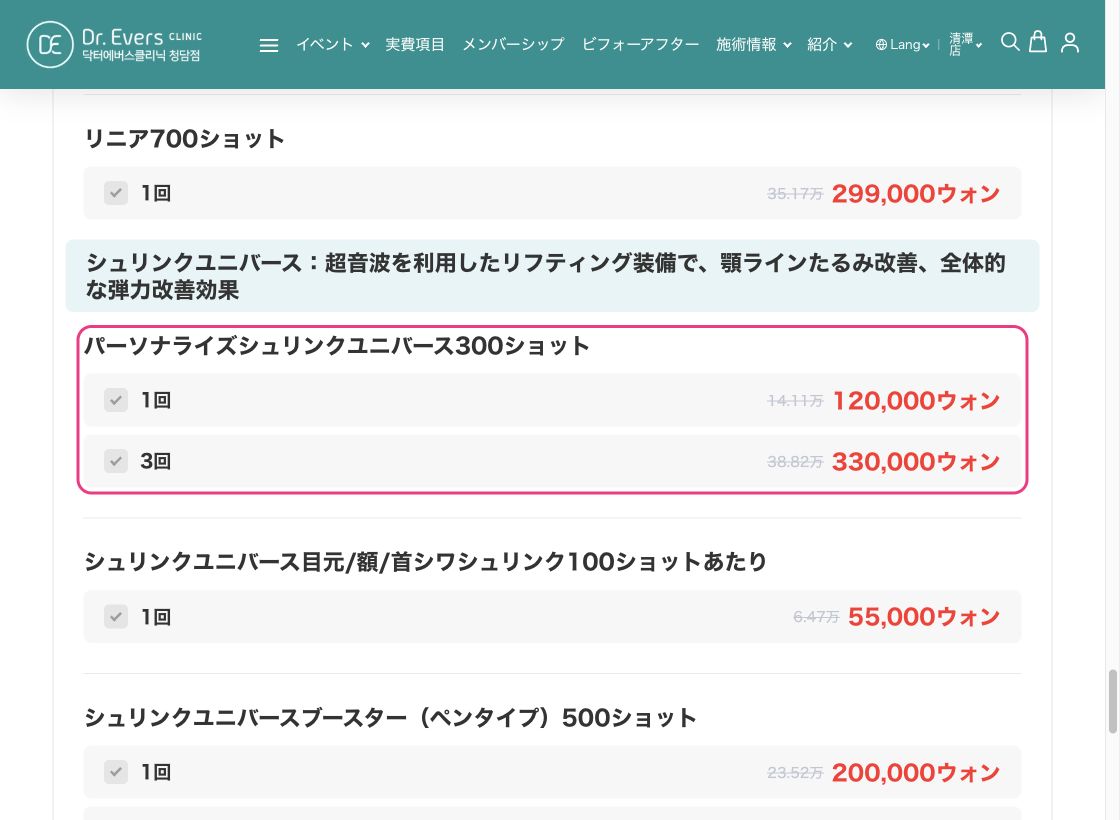 DE
Dr. Evers CLINIC
닥터에버스클리닉 청담점
イベント 実費項目 メンバーシップ ビフォーアフター 施術情報 紹介 Lang 清潭店
リニア700ショット
1回 35.17万 299,000ウォン
シュリンクユニバース：超音波を利用したリフティング装備で、顎ラインたるみ改善、全体的
な弾力改善効果
パーソナライズシュリンクユニバース300ショット
1回 14.11万 120,000ウォン
3回 38.82万 330,000ウォン
シュリンクユニバース目元/額/首シワシュリンク100ショットあたり
1回 6.47万 55,000ウォン
シュリンクユニバースブースター（ペンタイプ）500ショット
1回 23.52万 200,000ウォン